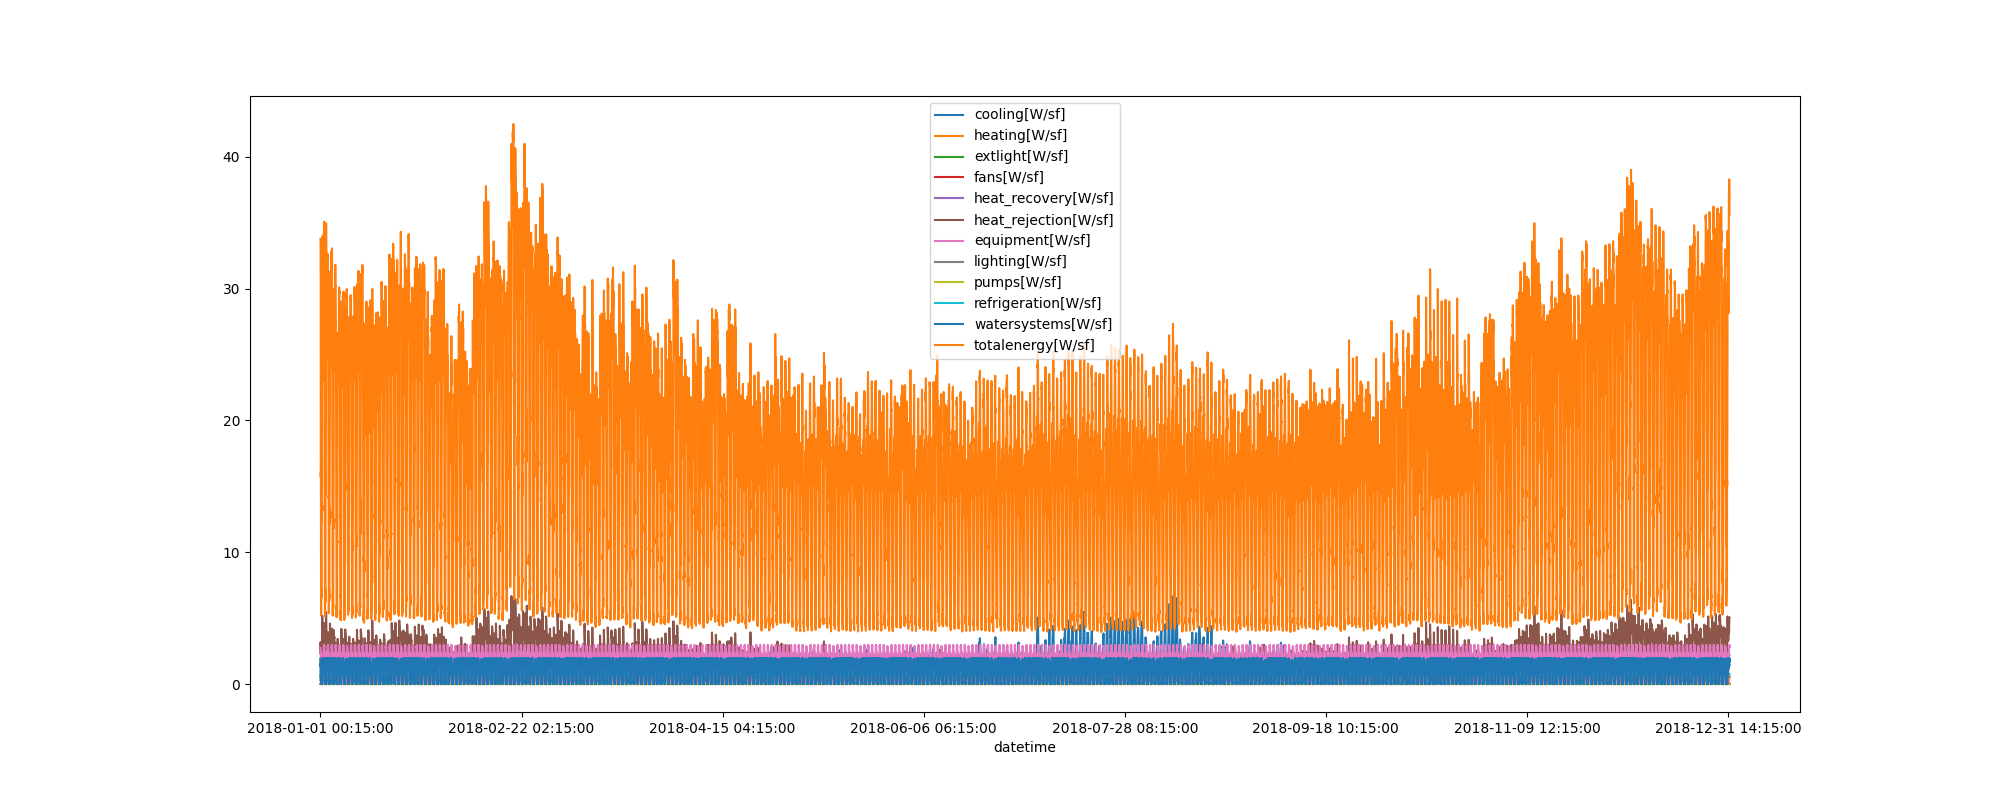 cooling[W/sf]
heating[W/sf]
extlight[W/sf]
fans[W/sf]
heat_recovery[W/sf]
heat_rejection[W/sf]
equipment[W/sf]
lighting[W/sf]
pumps[W/sf]
refrigeration[W/sf]
watersystems[W/sf]
totalenergy[W/sf]
40
30
20
10
0
2018-01-01 00:15:00 2018-02-22 02:15:00 2018-04-15 04:15:00 2018-06-06 06:15:00 2018-07-28 08:15:00 2018-09-18 10:15:00 2018-11-09 12:15:00 2018-12-31 14:15:00
datetime